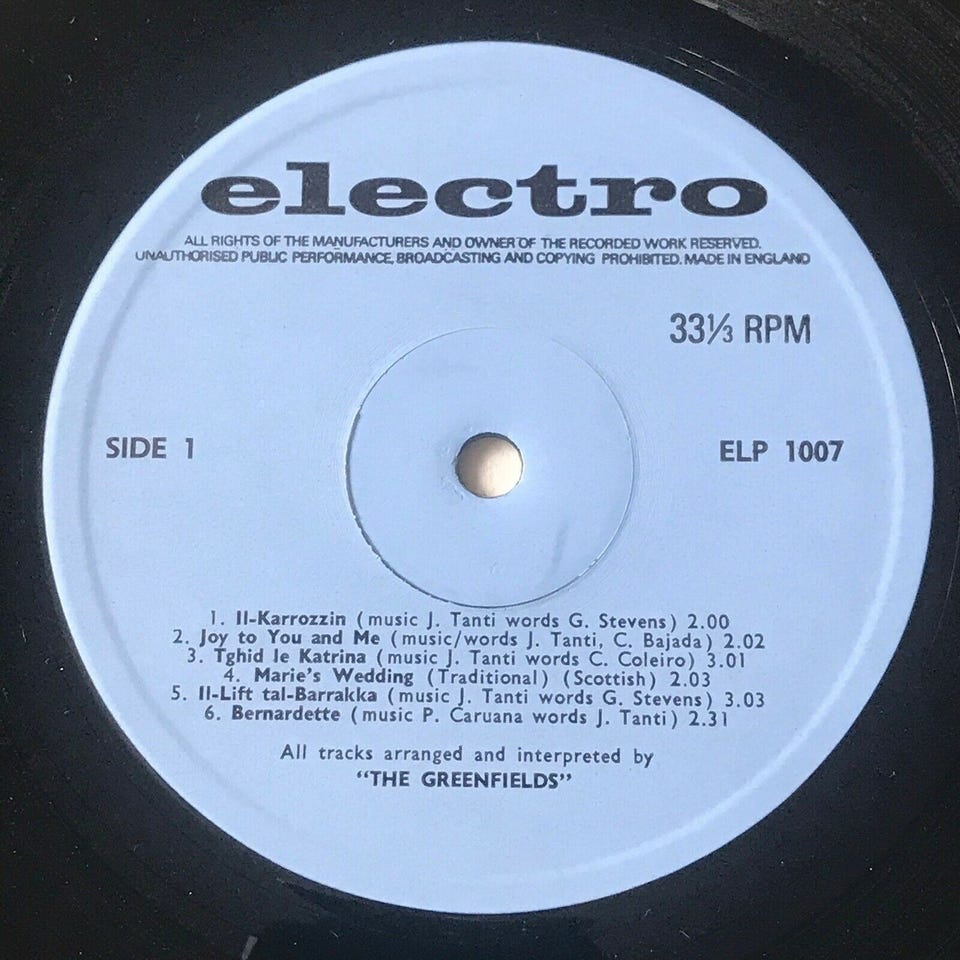 electro
ALL RIGHTS OF THE MANUFACTURERS AND OWNER OF THE RECORDED WORK RESERVED.
UNAUTHORISED PUBLIC PERFORMANCE, BROADCASTING AND COPYING PROHIBITED. MADE IN ENGLAND
33⅓ RPM
SIDE 1
ELP 1007
1. Il-Karrozzin (music J. Tanti words G. Stevens) 2.00
2. Joy to You and Me (music/words J. Tanti, C. Bajada) 2.02
3. Tghid le Katrina (music J. Tanti words C. Coleiro) 3.01
4. Marie's Wedding (Traditional) (Scottish) 2.03
5. Il-Lift tal-Barrakka (music J. Tanti words G. Stevens) 3.03
6. Bernardette (music P. Caruana words J. Tanti) 2.31
All tracks arranged and interpreted by
"THE GREENFIELDS"